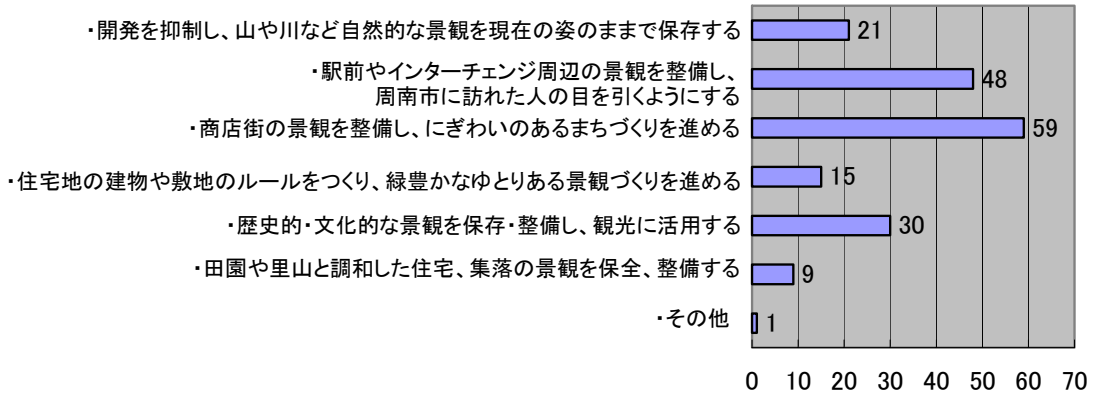 ・開発を抑制し、山や川など自然的な景観を現在の姿のままで保存する
21
・駅前やインターチェンジ周辺の景観を整備し、
周南市に訪れた人の目を引くようにする
48
・商店街の景観を整備し、にぎわいのあるまちづくりを進める
59
・住宅地の建物や敷地のルールをつくり、緑豊かなゆとりある景観づくりを進める
15
・歴史的・文化的な景観を保存・整備し、観光に活用する
30
・田園や里山と調和した住宅、集落の景観を保全、整備する
9
・その他
1
0 10 20 30 40 50 60 70